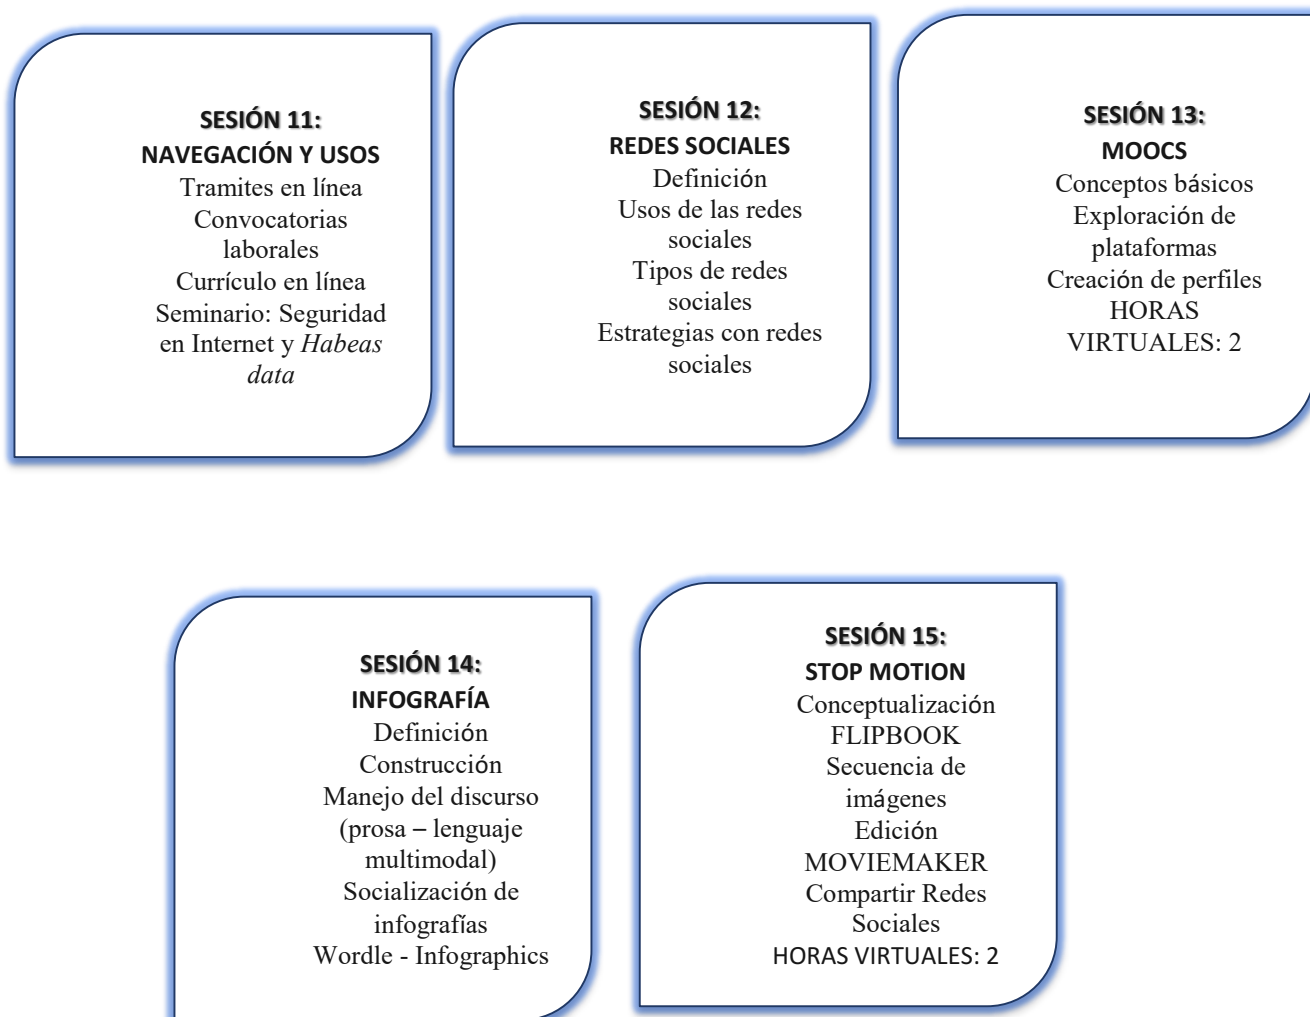 SESIÓN 11:
NAVEGACIÓN Y USOS
Tramites en línea
Convocatorias
laborales
Currículo en línea
Seminario: Seguridad
en Internet y Habeas
data
SESIÓN 12:
REDES SOCIALES
Definición
Usos de las redes
sociales
Tipos de redes
sociales
Estrategias con redes
sociales
SESIÓN 13:
MOOCS
Conceptos básicos
Exploración de
plataformas
Creación de perfiles
HORAS
VIRTUALES: 2
SESIÓN 14:
INFOGRAFÍA
Definición
Construcción
Manejo del discurso
(prosa – lenguaje
multimodal)
Socialización de
infografías
Wordle - Infographics
SESIÓN 15:
STOP MOTION
Conceptualización
FLIPBOOK
Secuencia de
imágenes
Edición
MOVIEMAKER
Compartir Redes
Sociales
HORAS VIRTUALES: 2